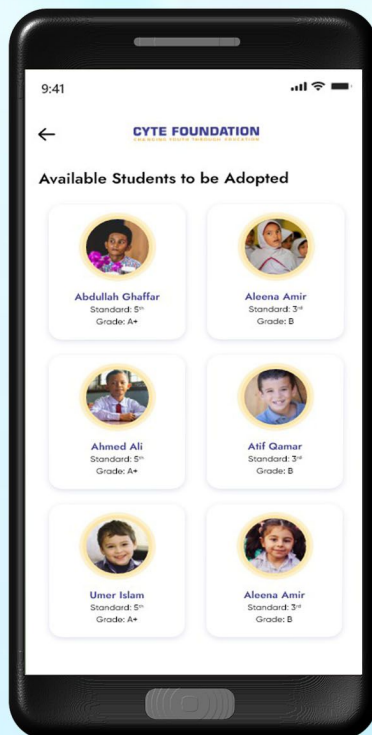 9:41
CYTE FOUNDATION
CHANGING YOUTH THROUGH EDUCATION
Available Students to be Adopted
Abdullah Ghaffar
Standard: 5th
Grade: A+
Aleena Amir
Standard: 3rd
Grade: B
Ahmed Ali
Standard: 5th
Grade: A+
Atif Qamar
Standard: 3rd
Grade: B
Umer Islam
Standard: 5th
Grade: A+
Aleena Amir
Standard: 3rd
Grade: B